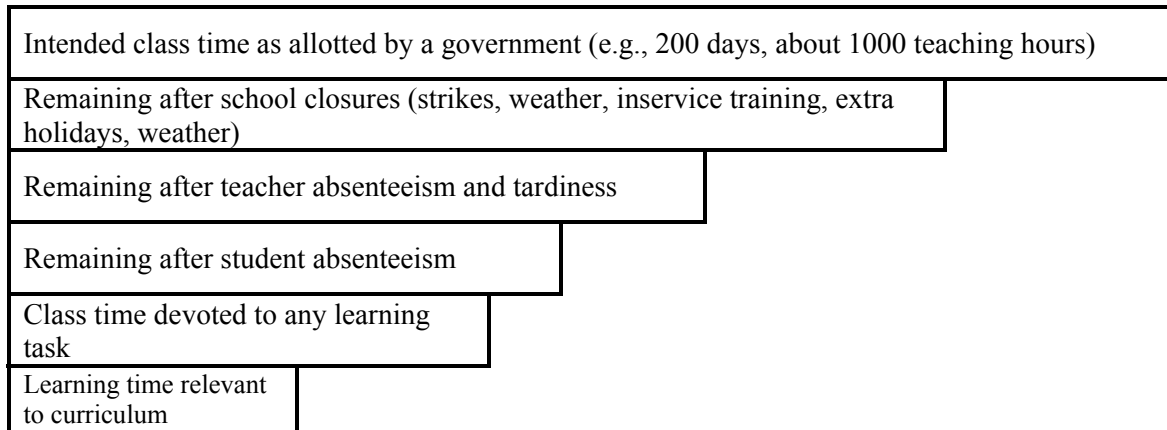 Intended class time as allotted by a government (e.g., 200 days, about 1000 teaching hours)
Remaining after school closures (strikes, weather, inservice training, extra
holidays, weather)
Remaining after teacher absenteeism and tardiness
Remaining after student absenteeism
Class time devoted to any learning
task
Learning time relevant
to curriculum